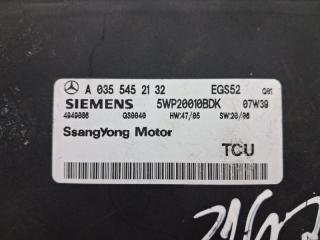 A 035 545 21 32 EGS52 Q01
SIEMENS 5WP20010BDK 07W39
4949086 GS0040 HW:47/05 SW:20/06
SsangYong Motor TCU